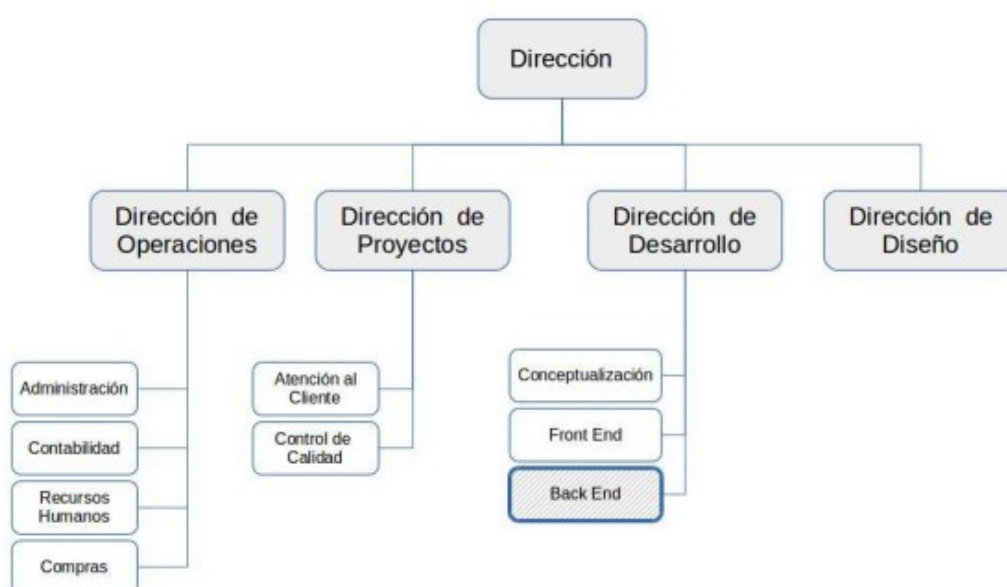 Dirección
Dirección de
Operaciones
Dirección de
Proyectos
Dirección de
Desarrollo
Dirección de
Diseño
Administración
Contabilidad
Recursos
Humanos
Compras
Atención al
Cliente
Control de
Calidad
Conceptualización
Front End
Back End